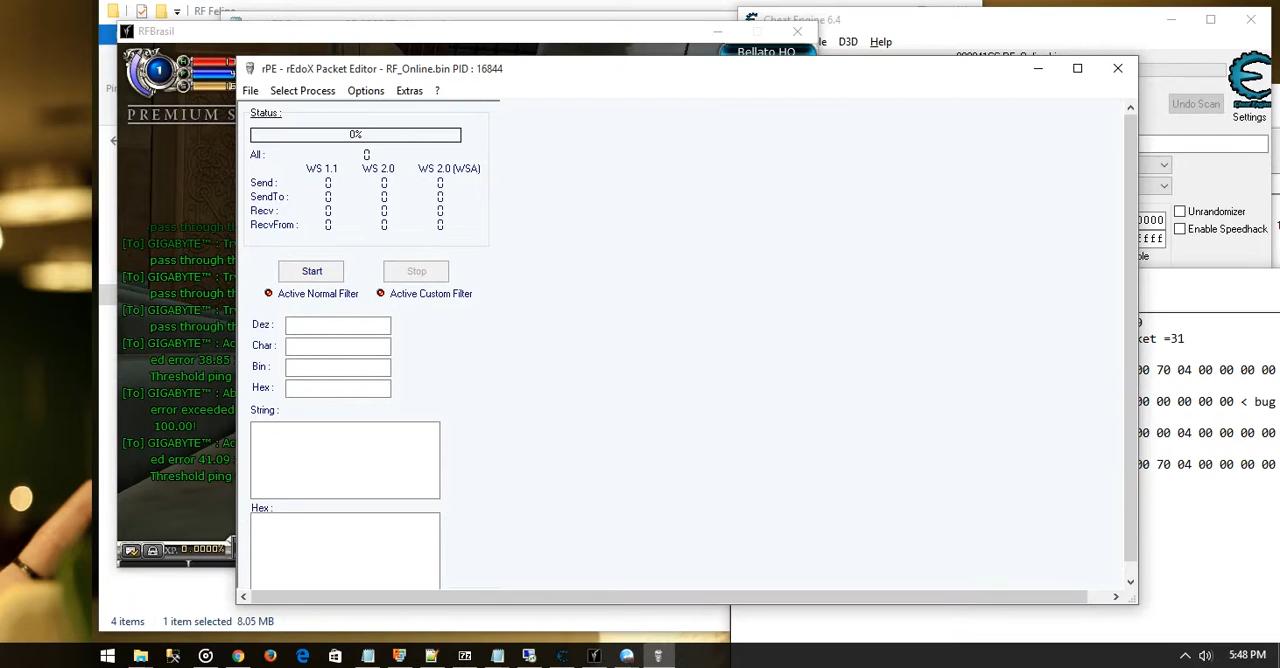 RF Feline
RFBrasil
Cheat Engine 6.4
D3D Help
Bellato HQ
rPE - rEdoX Packet Editor - RF_Online.bin PID : 16844
File Select Process Options Extras ?
Undo Scan
Settings
1
PREMIUM S
Status :
0%
All : 0
WS 1.1 WS 2.0 WS 2.0 (WSA)
Send : 0 0 0
SendTo : 0 0 0
Recv : 0 0 0
RecvFrom : 0 0 0
Unrandomizer
Enable Speedhack
Start Stop
Active Normal Filter Active Custom Filter
Dez :
Char :
Bin :
Hex :
String :
Hex :
pass through th
[To] GIGABYTE™ : Tr
pass through th
[To] GIGABYTE™ : Tr
pass through th
[To] GIGABYTE™ : Tr
pass through th
[To] GIGABYTE™ : Ac
ed error 38.85
Threshold ping
[To] GIGABYTE™ : Ab
error exceeded
100.00!
[To] GIGABYTE™ : Ac
ed error 41.09
Threshold ping
XP. 0.0000%
ket =31
00 70 04 00 00 00 00
00 00 00 00 00 < bug
00 00 04 00 00 00 00
00 70 04 00 00 00 00
4 items 1 item selected 8.05 MB
5:48 PM